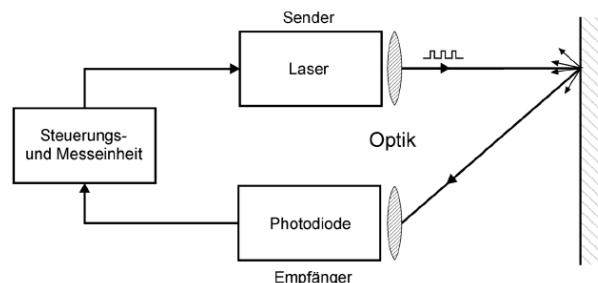 Sender
Laser
Steuerungs-
und Messeinheit
Optik
Photodiode
Empfänger